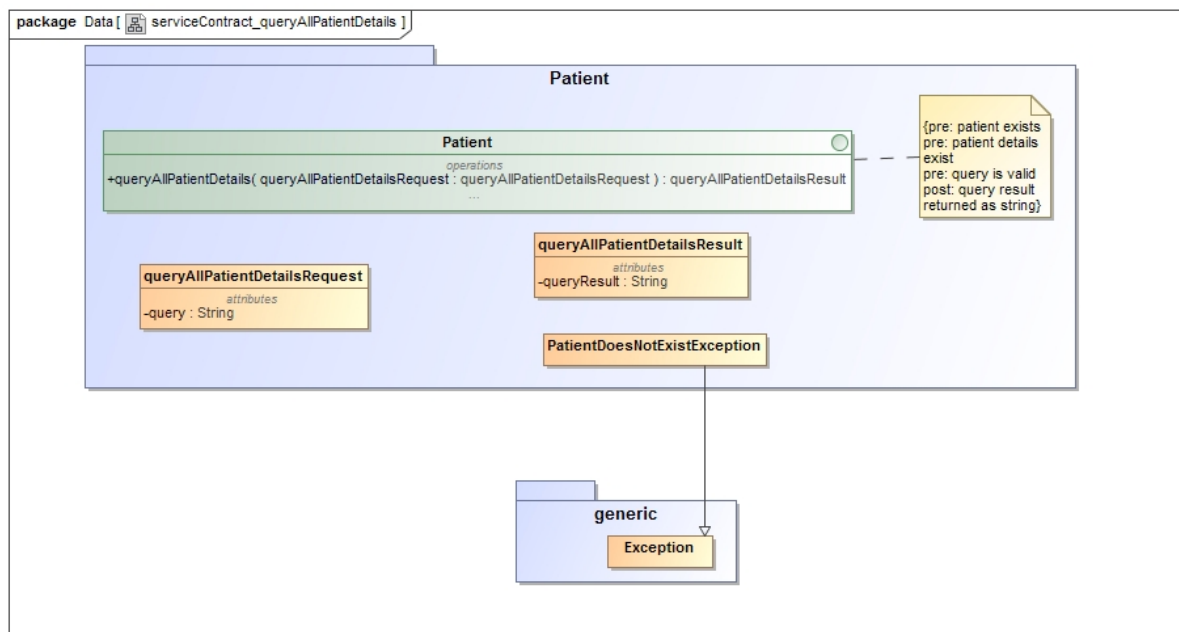 package Data [ serviceContract_queryAllPatientDetails ]
Patient
Patient
operations
+queryAllPatientDetails( queryAllPatientDetailsRequest : queryAllPatientDetailsRequest ) : queryAllPatientDetailsResult
...
{pre: patient exists
pre: patient details
exist
pre: query is valid
post: query result
returned as string}
queryAllPatientDetailsResult
attributes
-queryResult : String
queryAllPatientDetailsRequest
attributes
-query : String
PatientDoesNotExistException
generic
Exception